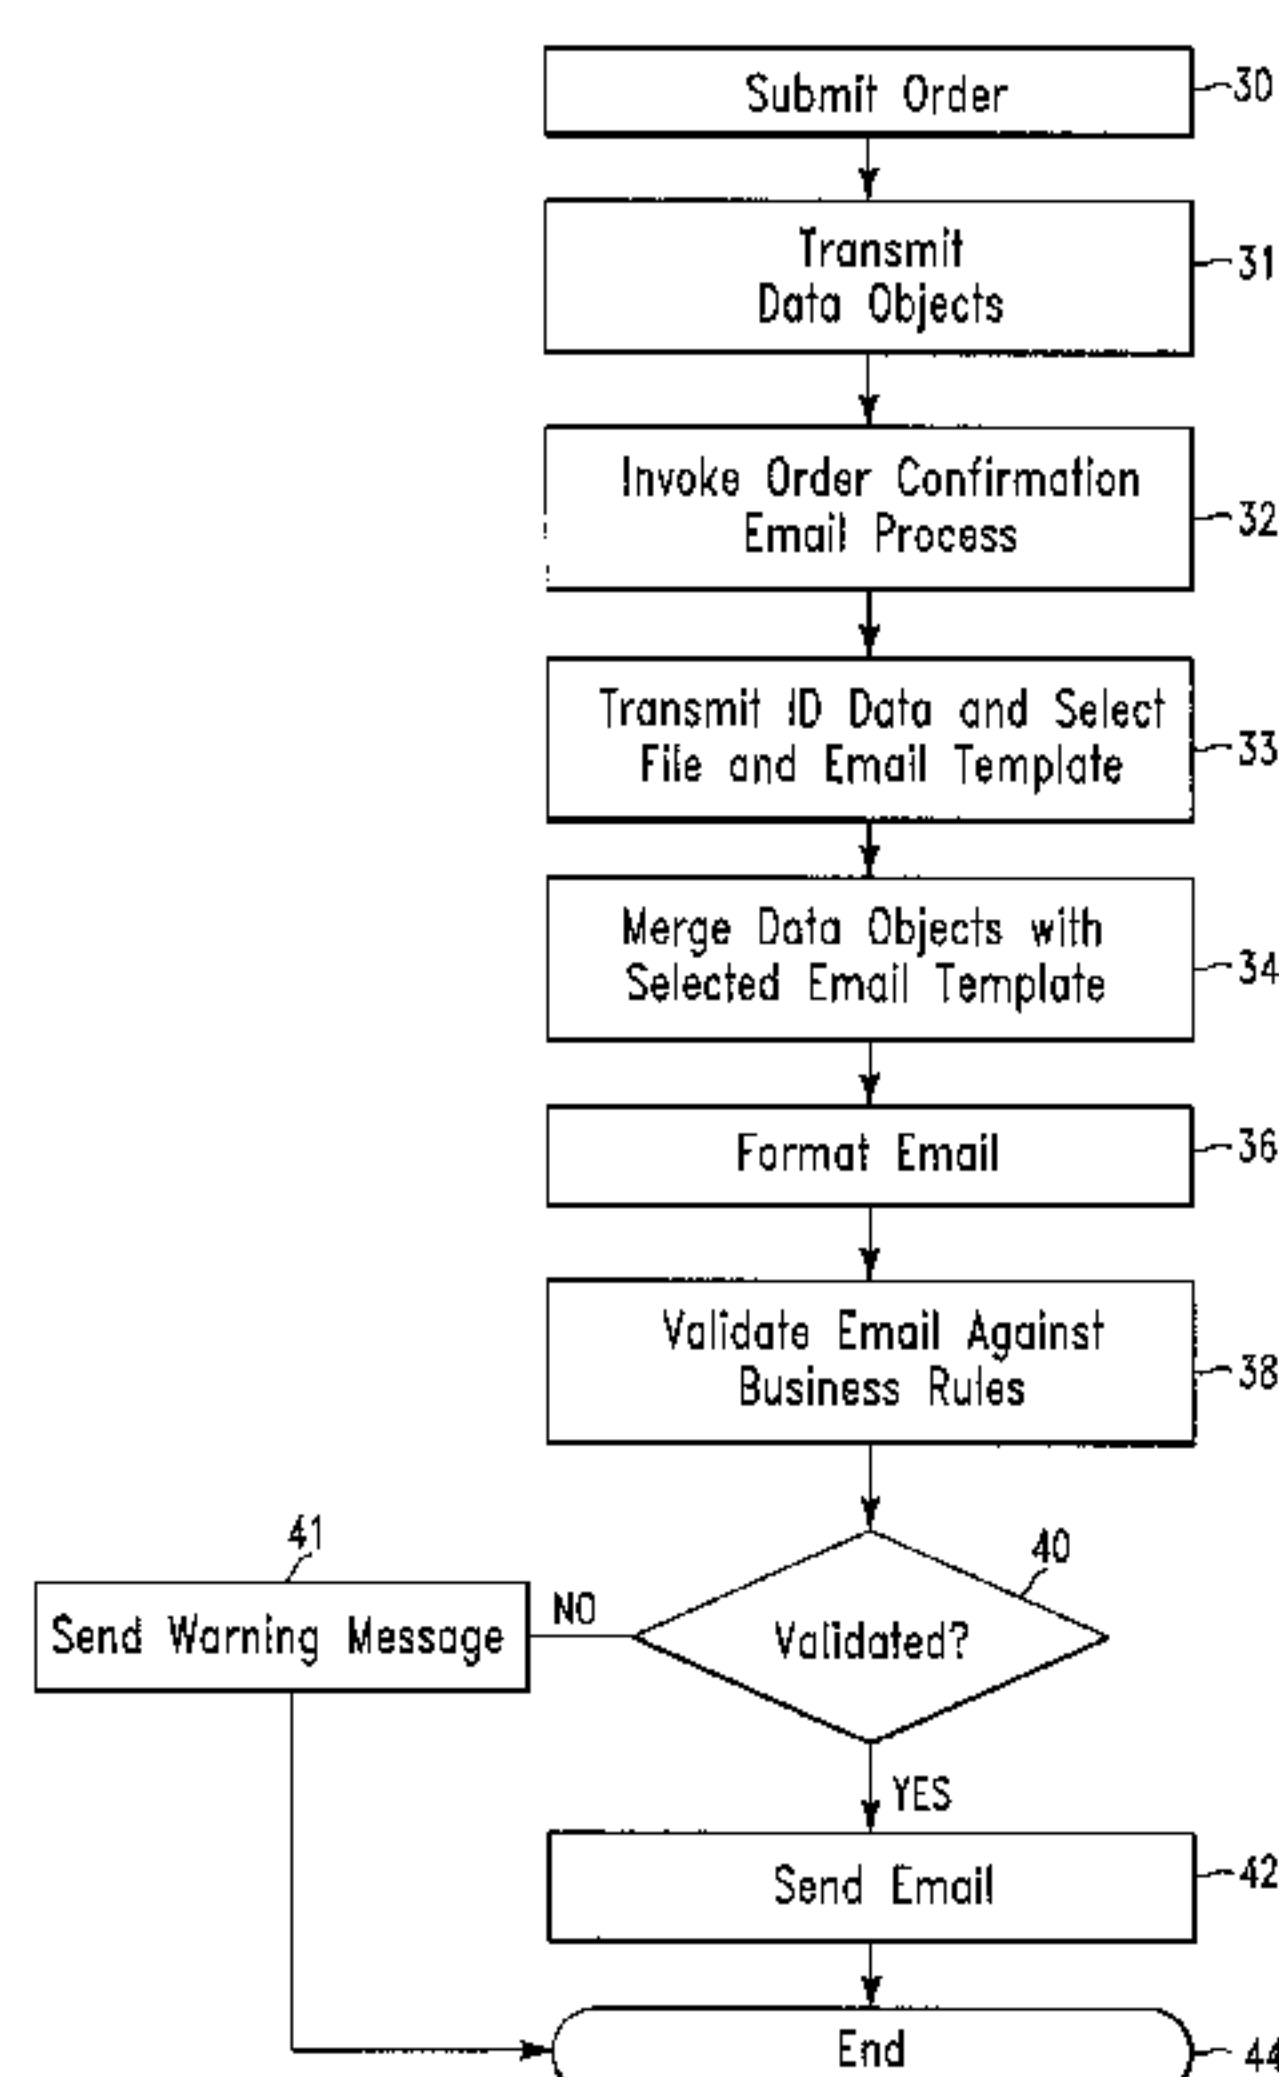 Submit Order
30
Transmit
Data Objects
31
Invoke Order Confirmation
Email Process
32
Transmit ID Data and Select
File and Email Template
33
Merge Data Objects with
Selected Email Template
34
Format Email
36
Validate Email Against
Business Rules
38
41
40
Send Warning Message
NO
Validated?
YES
Send Email
42
End
44